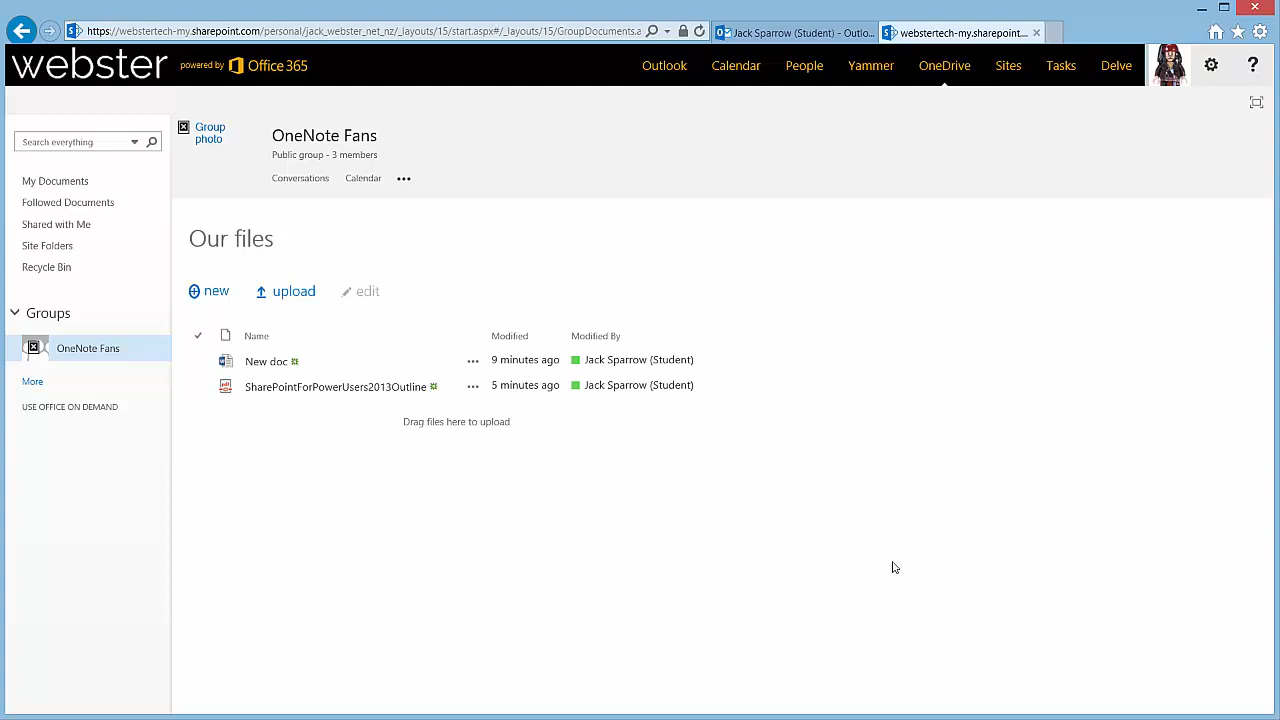 https://webstertech-my.sharepoint.com/personal/jack_webster_net_nz/_layouts/15/start.aspx#/_layouts/15/GroupDocuments.a
Jack Sparrow (Student) - Outlo...
webstertech-my.sharepoint....
webster powered by Office 365
Outlook Calendar People Yammer OneDrive Sites Tasks Delve ?
Search everything
My Documents
Followed Documents
Shared with Me
Site Folders
Recycle Bin
Groups
OneNote Fans
More
USE OFFICE ON DEMAND
Group
photo
OneNote Fans
Public group - 3 members
Conversations Calendar •••
Our files
new upload edit
Name Modified Modified By
New doc ... 9 minutes ago Jack Sparrow (Student)
SharePointForPowerUsers2013Outline ... 5 minutes ago Jack Sparrow (Student)
Drag files here to upload